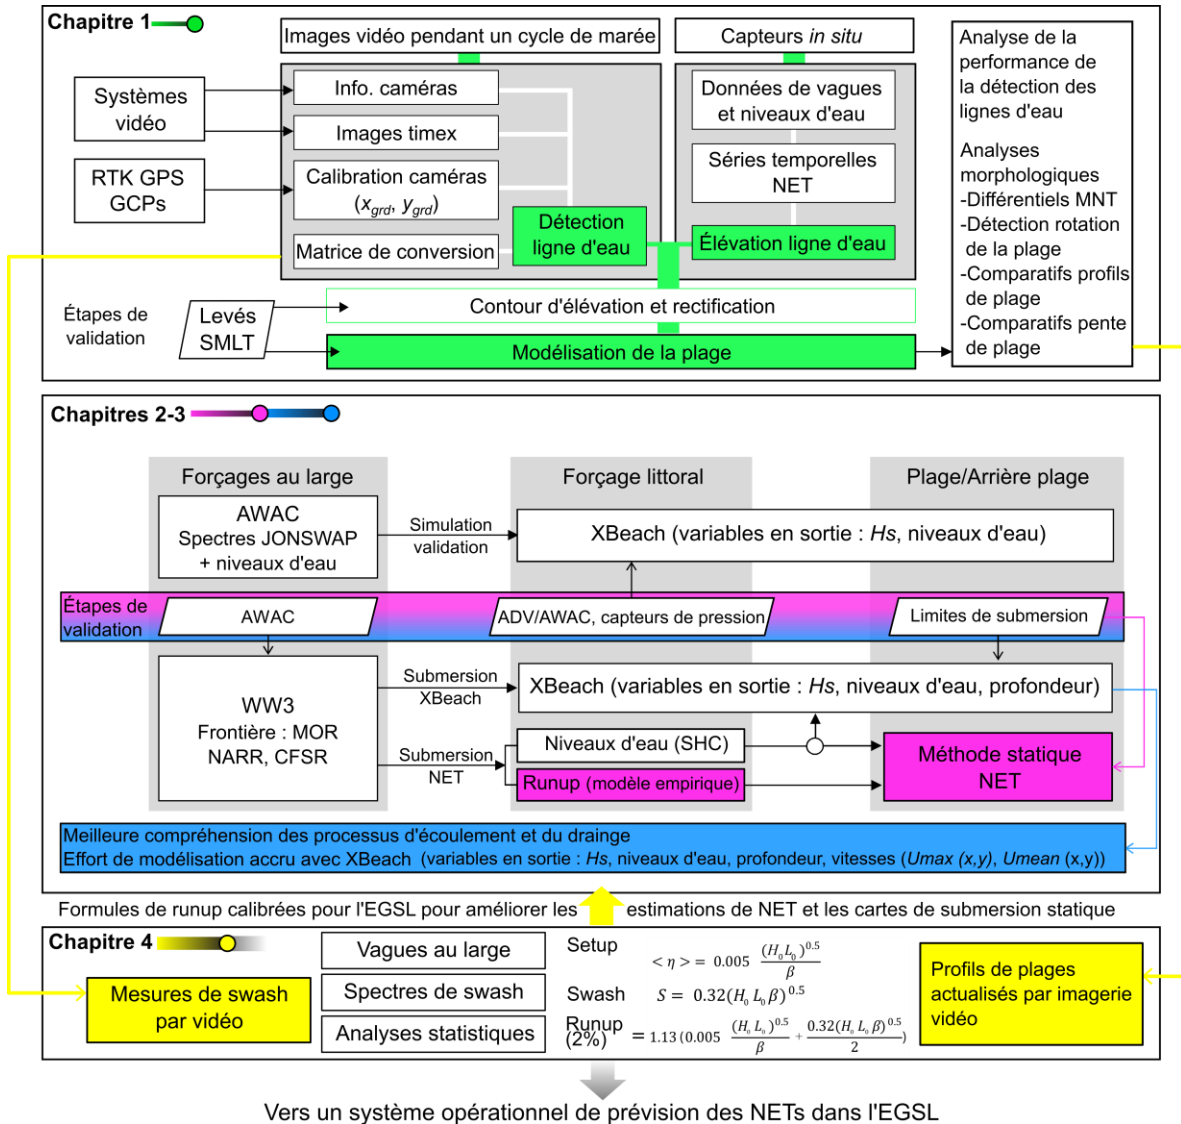 Chapitre 1
Images vidéo pendant un cycle de marée
Capteurs in situ
Systèmes
vidéo
RTK GPS
GCPs
Info. caméras
Images timex
Calibration caméras
(x_grd, y_grd)
Matrice de conversion
Détection
ligne d'eau
Données de vagues
et niveaux d'eau
Séries temporelles
NET
Élévation ligne d'eau
Analyse de la
performance de
la détection des
lignes d'eau
Analyses
morphologiques
-Différentiels MNT
-Détection rotation
de la plage
-Comparatifs profils
de plage
-Comparatifs pente
de plage
Étapes de
validation
Levés
SMLT
Contour d'élévation et rectification
Modélisation de la plage
Chapitres 2-3
Forçages au large
Forçage littoral
Plage/Arrière plage
AWAC
Spectres JONSWAP
+ niveaux d'eau
Simulation
validation
XBeach (variables en sortie : Hs, niveaux d'eau)
Étapes de
validation
AWAC
ADV/AWAC, capteurs de pression
Limites de submersion
WW3
Frontière : MOR
NARR, CFSR
Submersion
XBeach
XBeach (variables en sortie : Hs, niveaux d'eau, profondeur)
Submersion
NET
Niveaux d'eau (SHC)
Runup (modèle empirique)
Méthode statique
NET
Meilleure compréhension des processus d'écoulement et du drainge
Effort de modélisation accru avec XBeach (variables en sortie : Hs, niveaux d'eau, profondeur, vitesses (Umax (x,y), Umean (x,y))
Formules de runup calibrées pour l'EGSL pour améliorer les estimations de NET et les cartes de submersion statique
Chapitre 4
Mesures de swash
par vidéo
Vagues au large
Spectres de swash
Analyses statistiques
Setup
< η > = 0.005 (H₀ L₀)^0.5 / β
Swash S = 0.32(H₀ L₀ β)^0.5
Runup
(2%) = 1.13 (0.005 (H₀ L₀)^0.5 / β + 0.32(H₀ L₀ β)^0.5 / 2)
Profils de plages
actualisés par imagerie
vidéo
Vers un système opérationnel de prévision des NETs dans l'EGSL